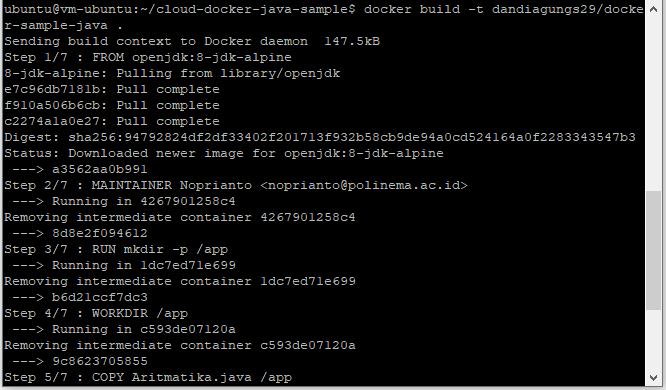 ubuntu@vm-ubuntu:~/cloud-docker-java-sample$ docker build -t dandiagungs29/docke
r-sample-java .
Sending build context to Docker daemon  147.5kB
Step 1/7 : FROM openjdk:8-jdk-alpine
8-jdk-alpine: Pulling from library/openjdk
e7c96db7181b: Pull complete
f910a506b6cb: Pull complete
c2274a1a0e27: Pull complete
Digest: sha256:94792824df2df33402f201713f932b58cb9de94a0cd524164a0f2283343547b3
Status: Downloaded newer image for openjdk:8-jdk-alpine
 ---> a3562aa0b991
Step 2/7 : MAINTAINER Noprianto <noprianto@polinema.ac.id>
 ---> Running in 4267901258c4
Removing intermediate container 4267901258c4
 ---> 8d8e2f094612
Step 3/7 : RUN mkdir -p /app
 ---> Running in 1dc7ed71e699
Removing intermediate container 1dc7ed71e699
 ---> b6d21ccf7dc3
Step 4/7 : WORKDIR /app
 ---> Running in c593de07120a
Removing intermediate container c593de07120a
 ---> 9c8623705855
Step 5/7 : COPY Aritmatika.java /app